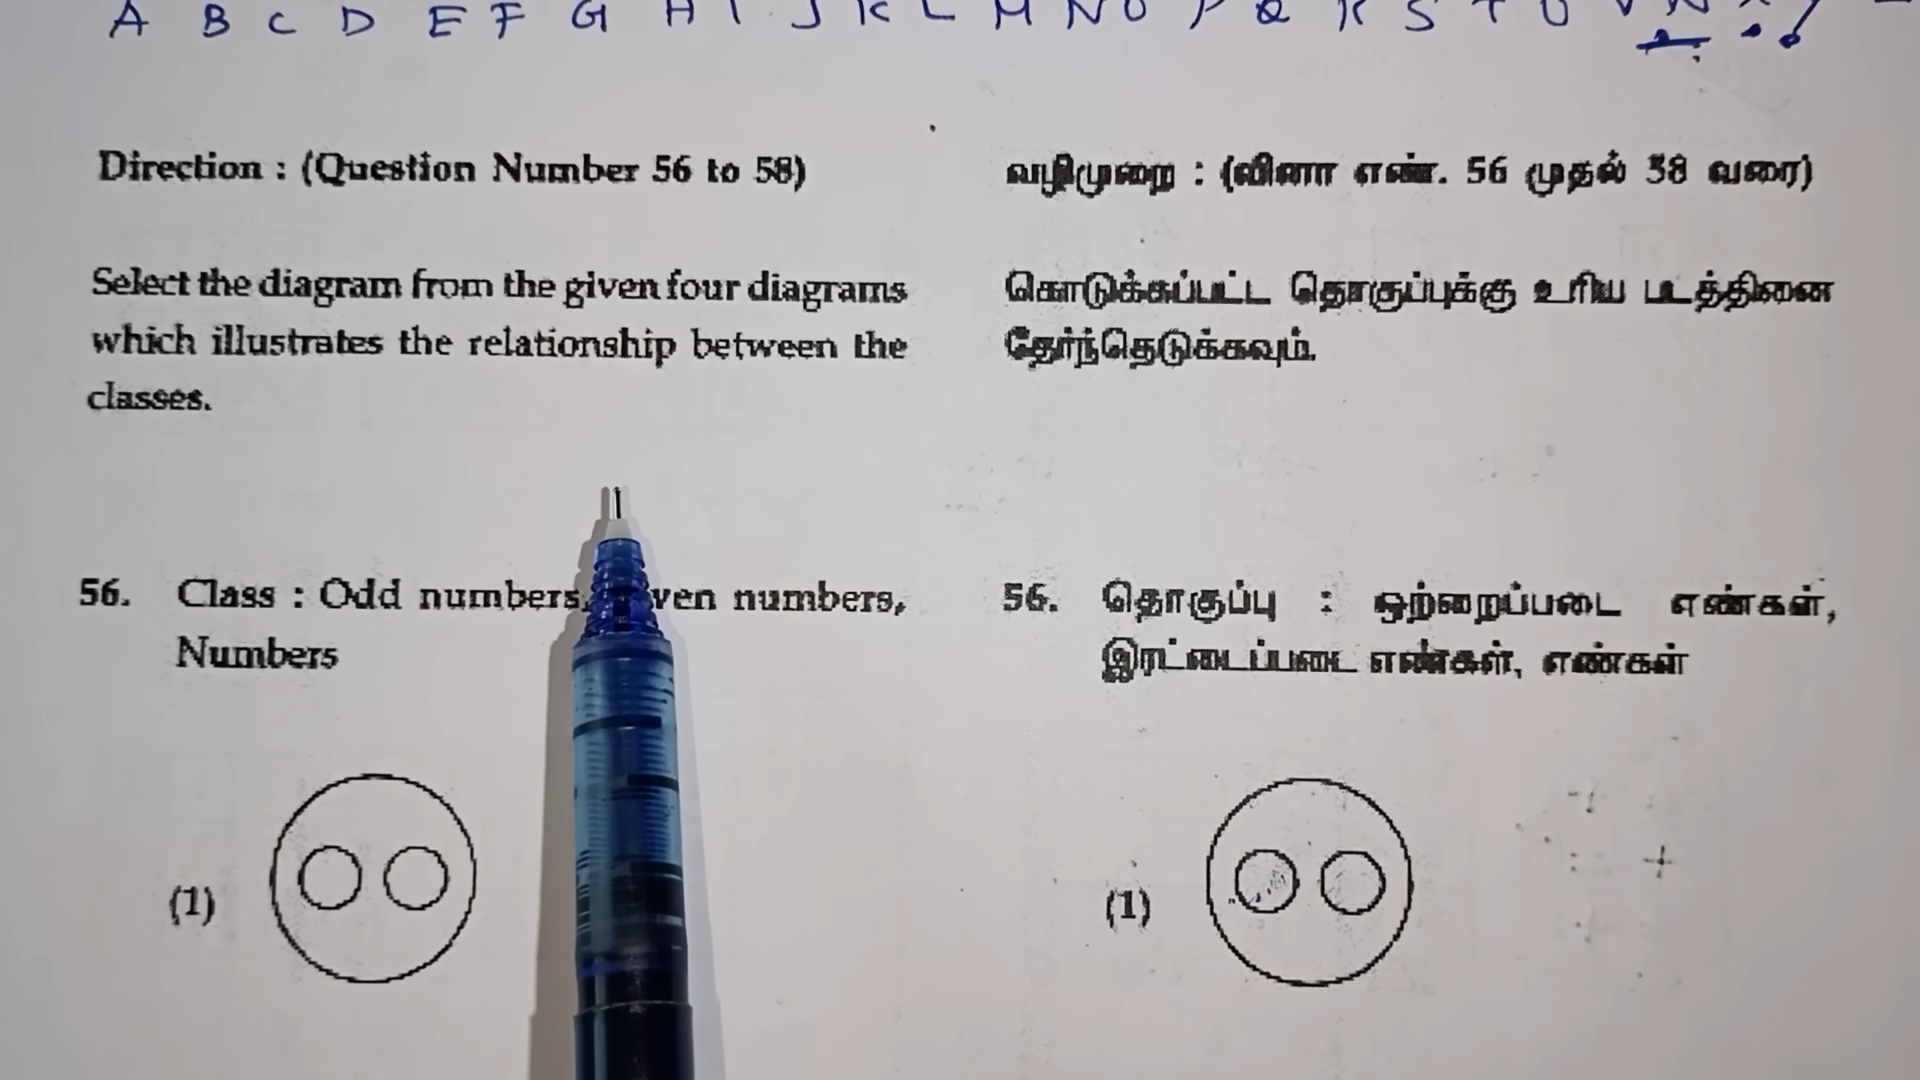 A B C D E F G H I J K L M N O P Q R S T U V
Direction : (Question Number 56 to 58)
Select the diagram from the given four diagrams
which illustrates the relationship between the
classes.
56. Class : Odd numbers, ven numbers,
Numbers
(1)
வழிமுறை : (வினா எண். 56 முதல் 58 வரை)
கொடுக்கப்பட்ட தொகுப்புக்கு உரிய படத்தினை
தேர்ந்தெடுக்கவும்.
56. தொகுப்பு : ஒற்றைப்படை எண்கள்,
இரட்டைப்படை எண்கள், எண்கள்
(1)